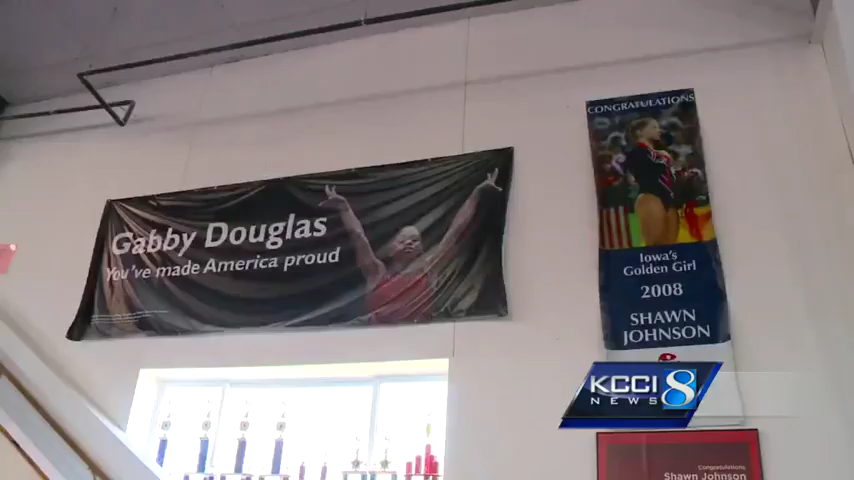 Gabby Douglas
You've made America proud
CONGRATULATIONS
Iowa's
Golden Girl
2008
SHAWN
JOHNSON
KCCI 8
NEWS
Congratulations
Shawn Johnson